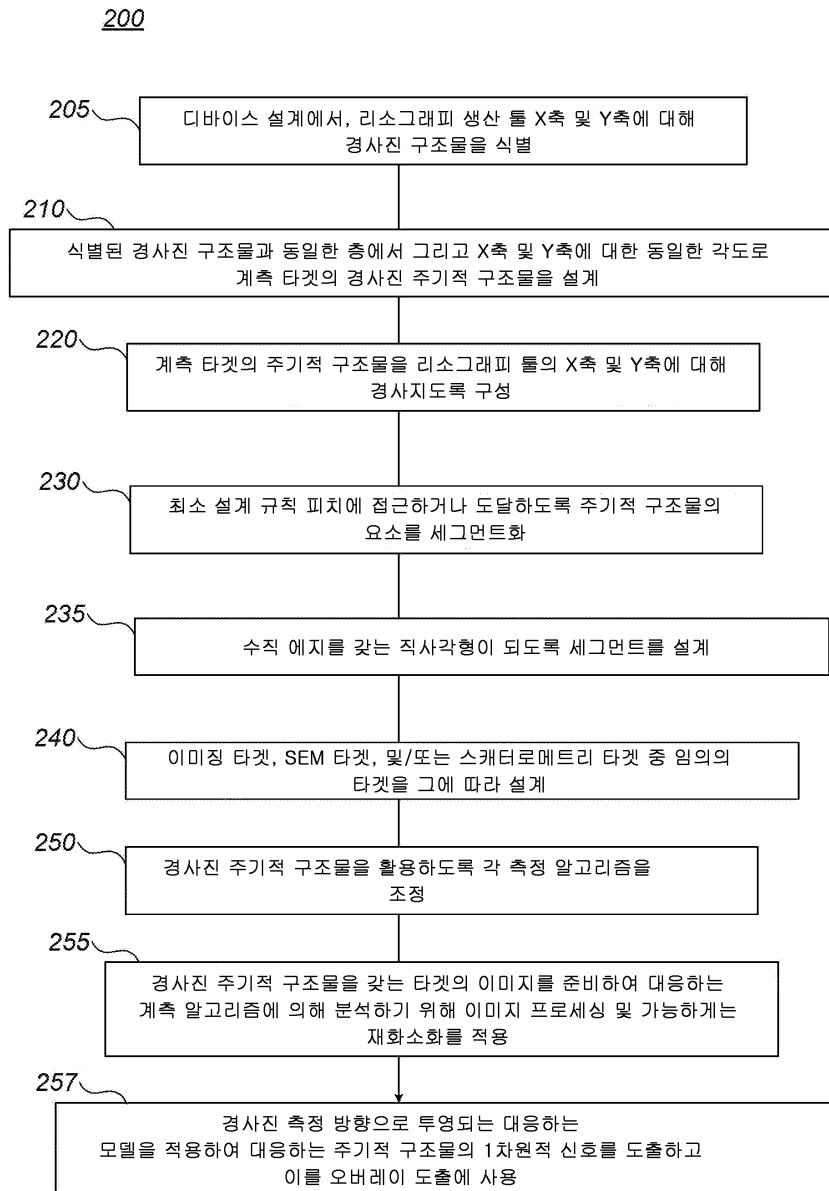 200
205
디바이스 설계에서, 리소그래피 생산 툴 X축 및 Y축에 대해
경사진 구조물을 식별
210
식별된 경사진 구조물과 동일한 층에서 그리고 X축 및 Y축에 대한 동일한 각도로
계측 타겟의 경사진 주기적 구조물을 설계
220
계측 타겟의 주기적 구조물을 리소그래피 툴의 X축 및 Y축에 대해
경사지도록 구성
230
최소 설계 규칙 피치에 접근하거나 도달하도록 주기적 구조물의
요소를 세그먼트화
235
수직 에지를 갖는 직사각형이 되도록 세그먼트를 설계
240
이미징 타겟, SEM 타겟, 및/또는 스캐터로메트리 타겟 중 임의의
타겟을 그에 따라 설계
250
경사진 주기적 구조물을 활용하도록 각 측정 알고리즘을
조정
255
경사진 주기적 구조물을 갖는 타겟의 이미지를 준비하여 대응하는
계측 알고리즘에 의해 분석하기 위해 이미지 프로세싱 및 가능하게는
재화소화를 적용
257
경사진 측정 방향으로 투영되는 대응하는
모델을 적용하여 대응하는 주기적 구조물의 1차원적 신호를 도출하고
이를 오버레이 도출에 사용